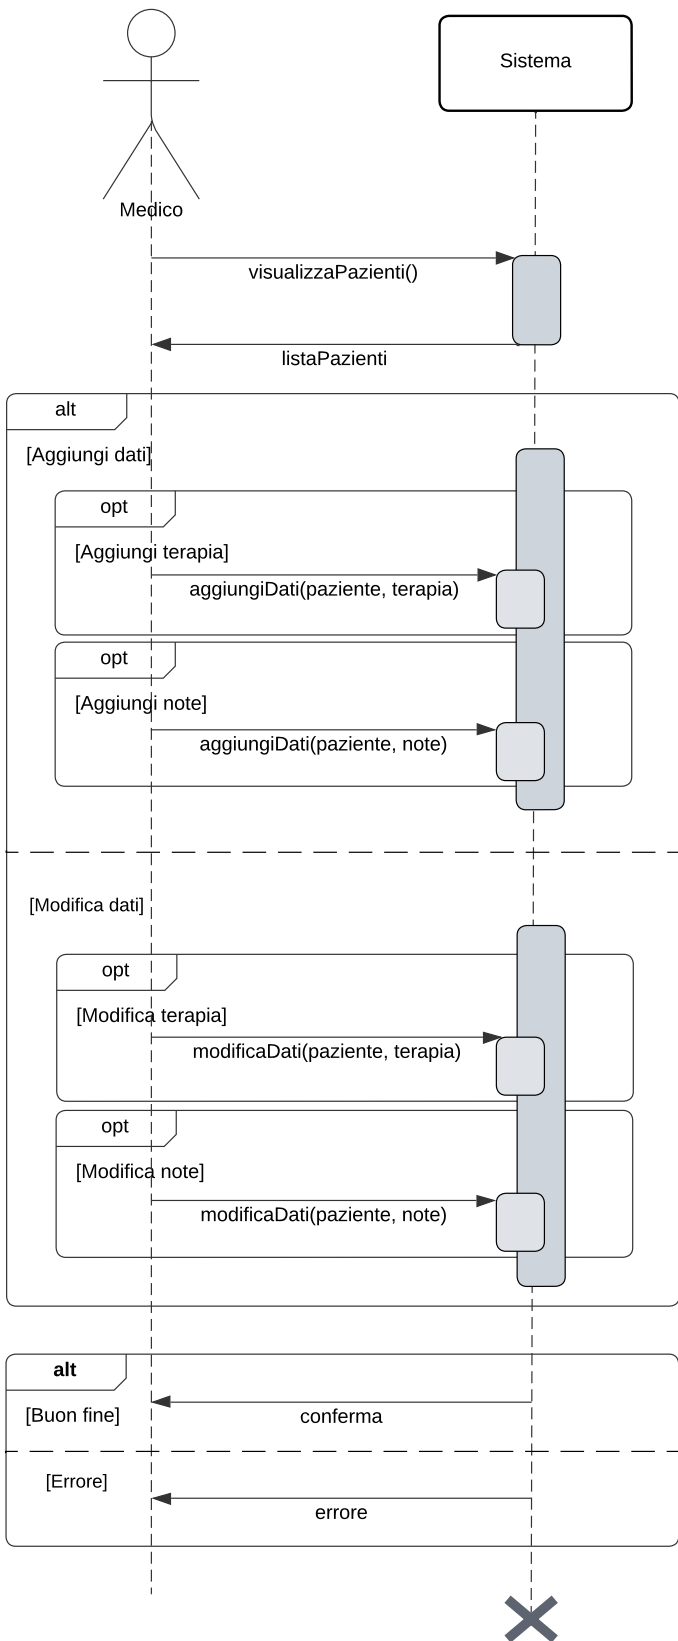 Sistema
Medico
visualizzaPazienti()
listaPazienti
alt
[Aggiungi dati]
opt
[Aggiungi terapia]
aggiungiDati(paziente, terapia)
opt
[Aggiungi note]
aggiungiDati(paziente, note)
[Modifica dati]
opt
[Modifica terapia]
modificaDati(paziente, terapia)
opt
[Modifica note]
modificaDati(paziente, note)
alt
[Buon fine]
conferma
[Errore]
errore